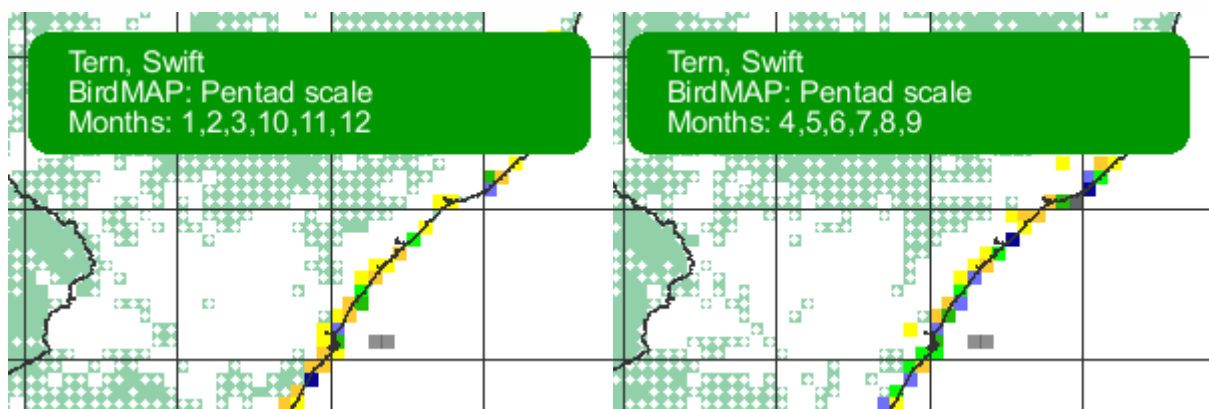 Tern, Swift
BirdMAP: Pentad scale
Months: 1,2,3,10,11,12
Tern, Swift
BirdMAP: Pentad scale
Months: 4,5,6,7,8,9